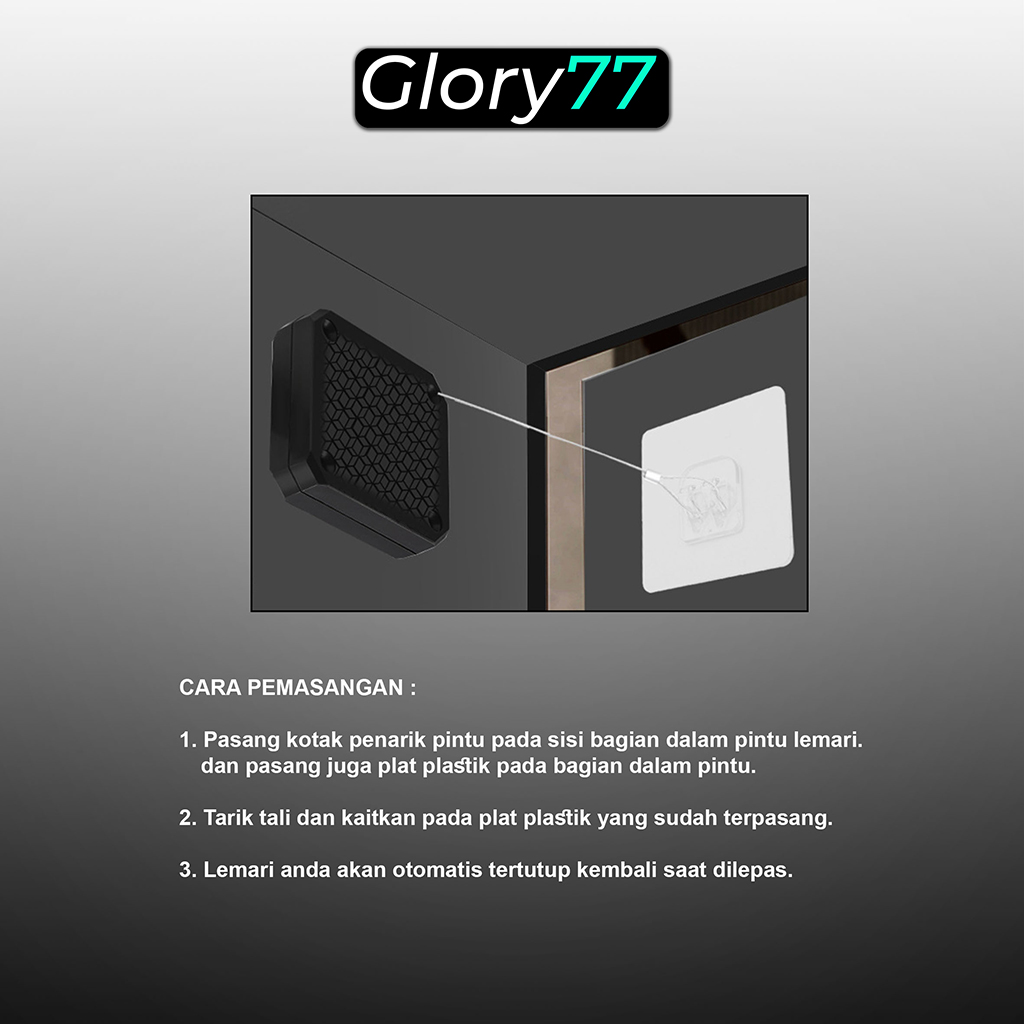 Glory77
CARA PEMASANGAN :
1. Pasang kotak penarik pintu pada sisi bagian dalam pintu lemari.
dan pasang juga plat plastik pada bagian dalam pintu.
2. Tarik tali dan kaitkan pada plat plastik yang sudah terpasang.
3. Lemari anda akan otomatis tertutup kembali saat dilepas.